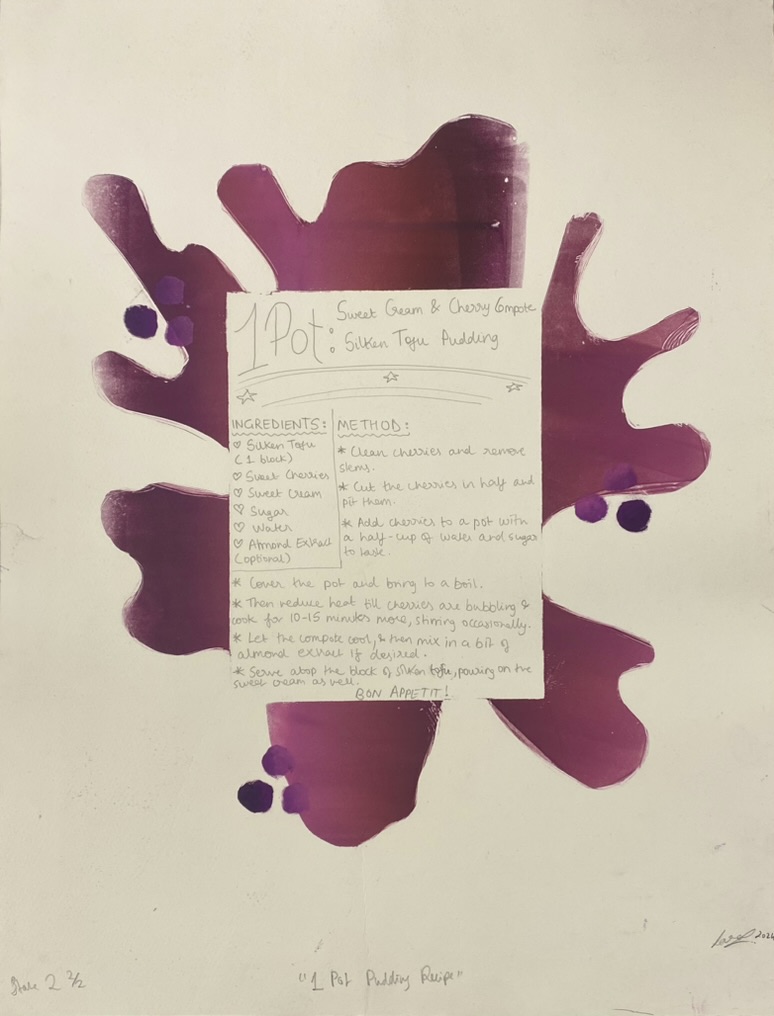 1 Pot: Sweet Cream & Cherry Compote
Silken Tofu Pudding
INGREDIENTS:
♡ Silken Tofu
(1 block)
♡ Sweet Cherries
♡ Sweet Cream
♡ Sugar
♡ Water
♡ Almond Extract
(optional)
METHOD:
* Clean cherries and remove
stems.
* Cut the cherries in half and
pit them.
* Add cherries to a pot with
a half-cup of water and sugar
to taste.
* Cover the pot and bring to a boil.
* Then reduce heat till cherries are bubbling &
cook for 10-15 minutes more, stirring occasionally.
* Let the compote cool, & then mix in a bit of
almond extract if desired.
* Serve atop the block of silken tofu, pouring on the
sweet cream as well.
BON APPETIT!
2024
State 2 2/2
"1 Pot Pudding Recipe"